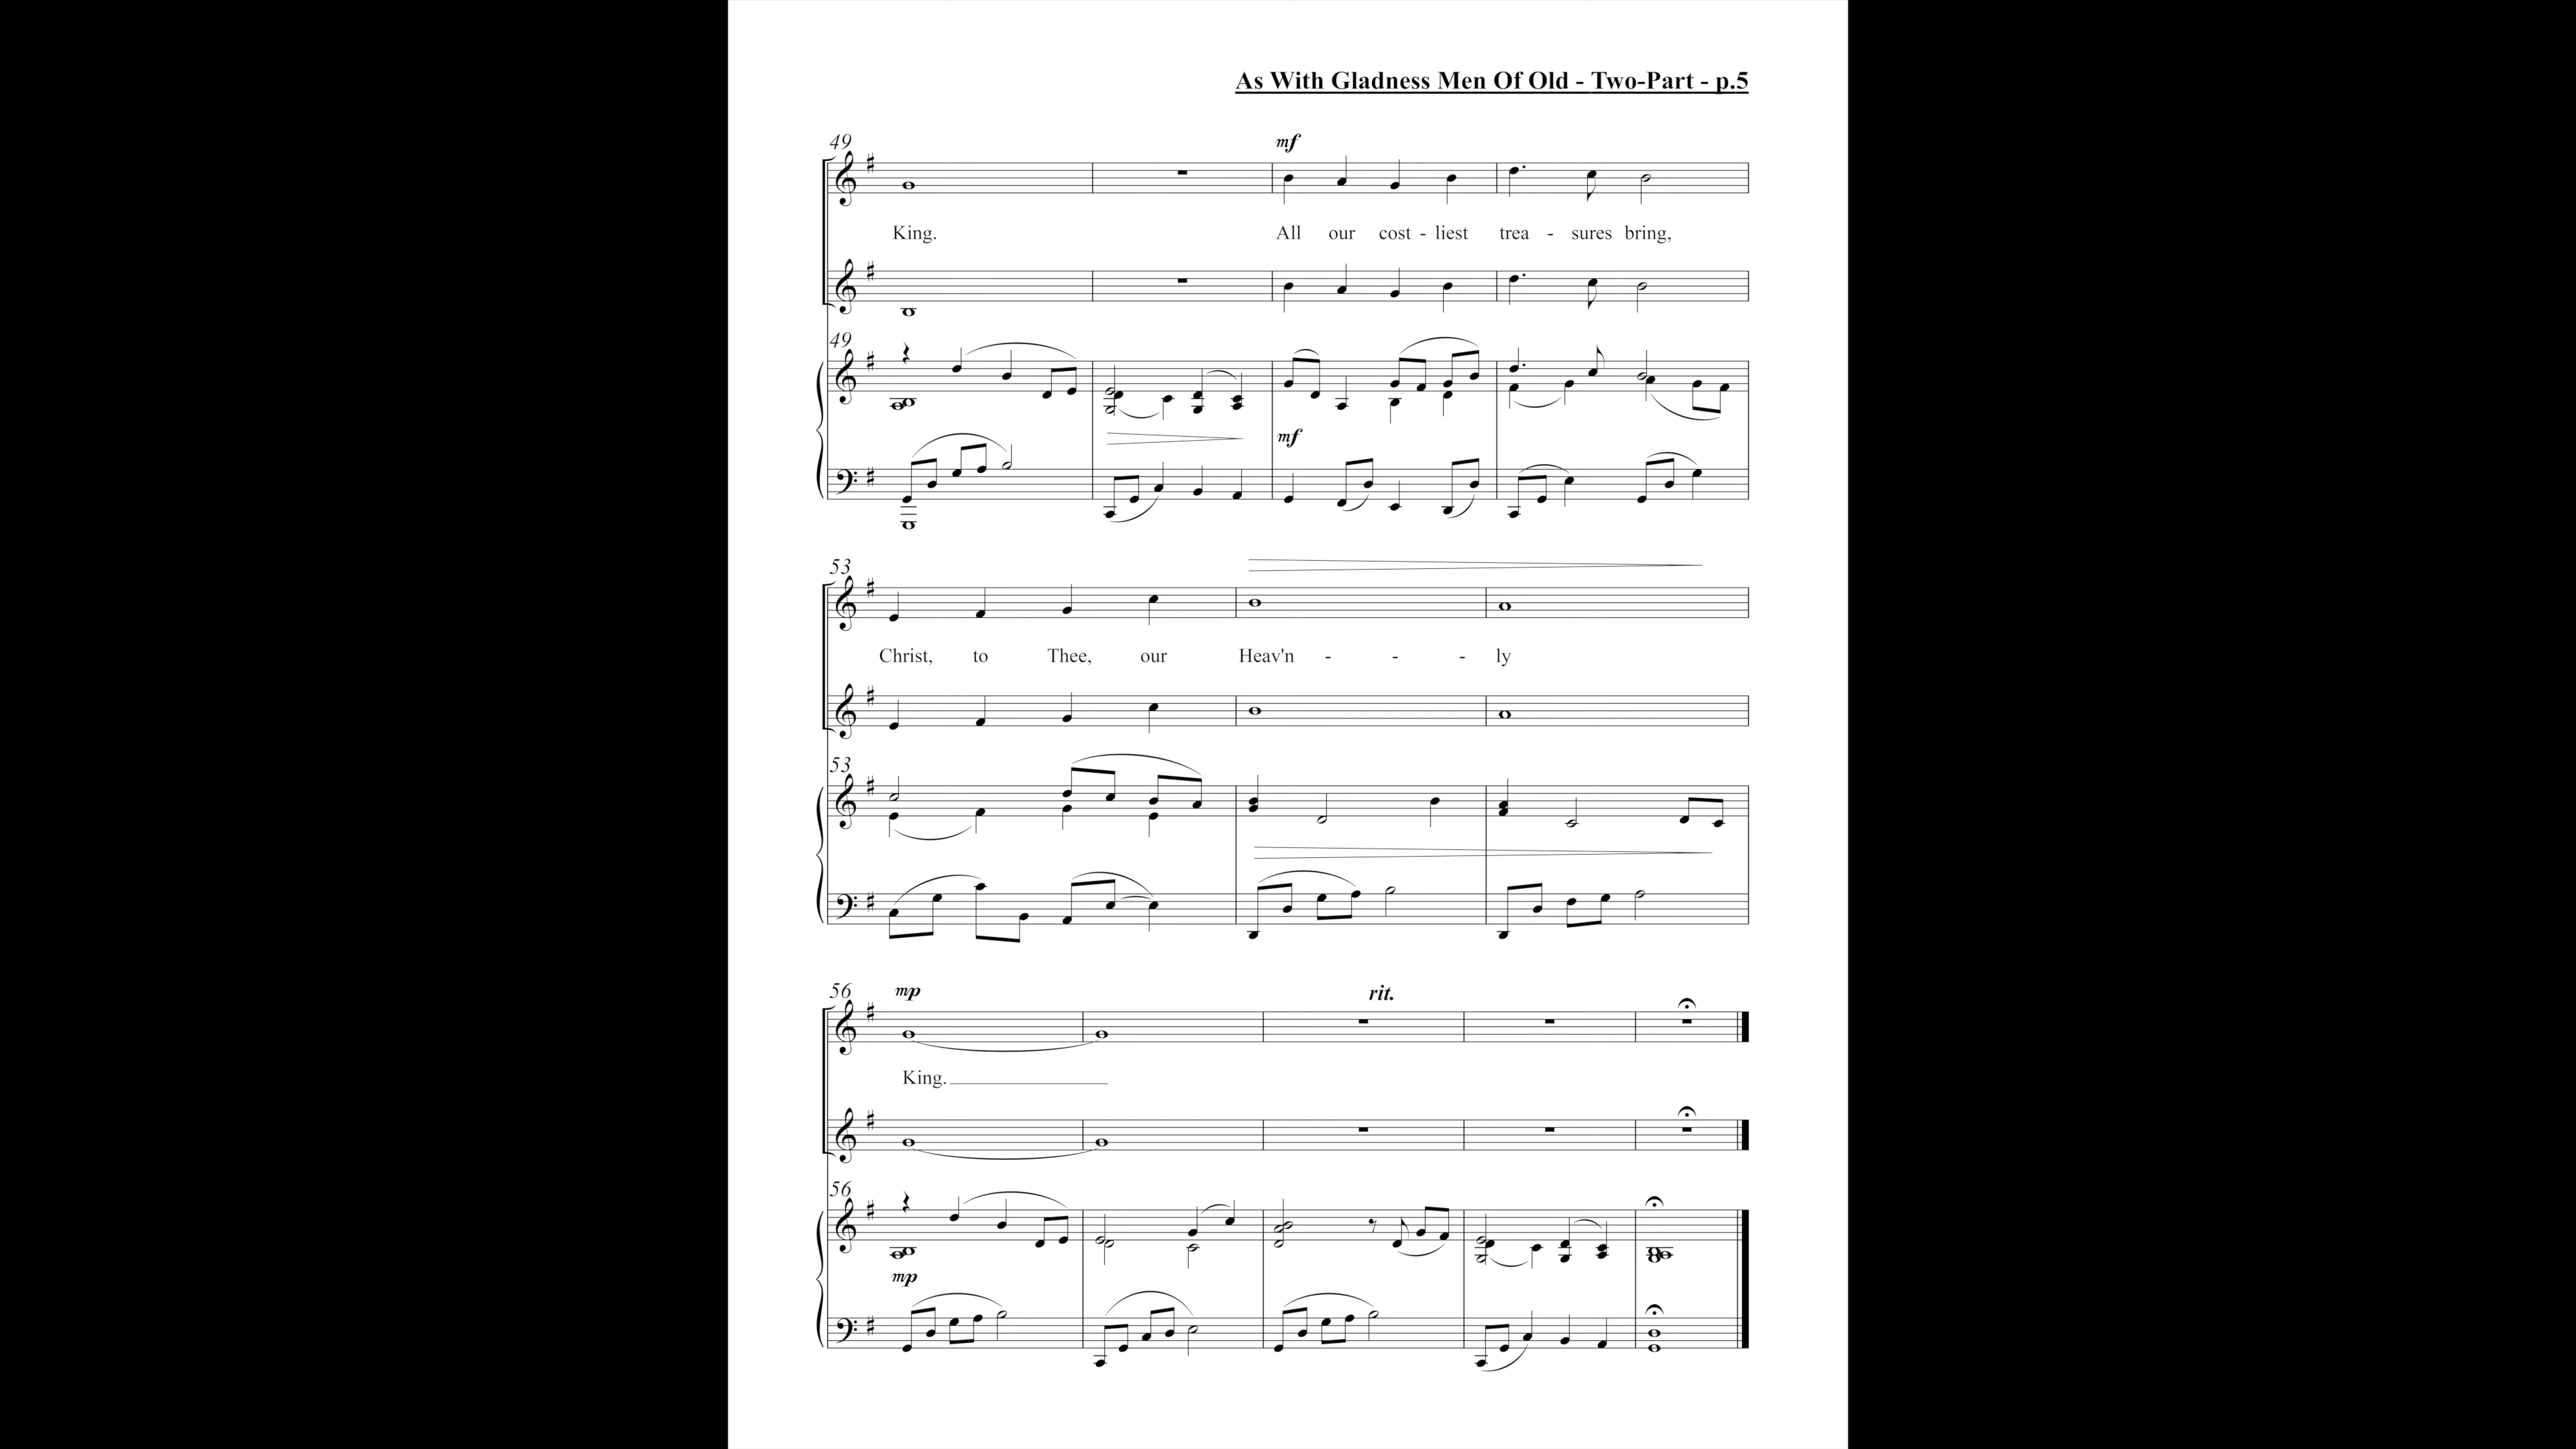 As With Gladness Men Of Old - Two-Part - p.5
49
mf
King. All our cost - liest trea - sures bring,
49
mf
53
Christ, to Thee, our Heav'n - - - ly
53
56 mp rit.
King.
56
mp